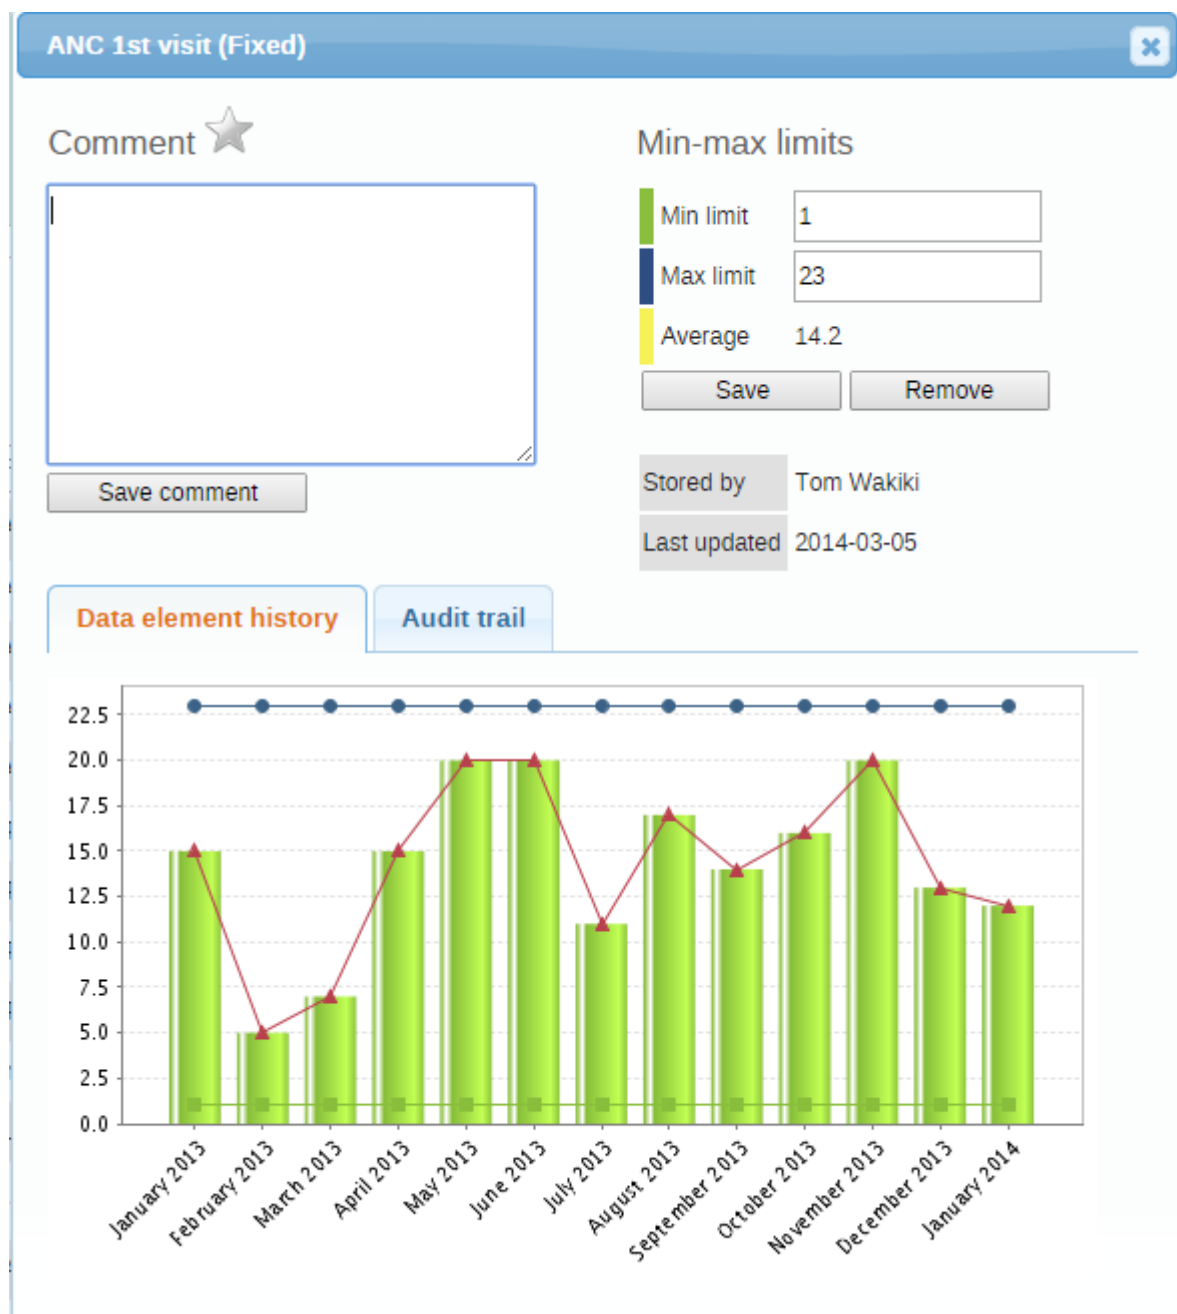 ANC 1st visit (Fixed)
Comment
Save comment
Min-max limits
Min limit 1
Max limit 23
Average 14.2
Save Remove
Stored by Tom Wakiki
Last updated 2014-03-05
Data element history Audit trail
22.5
20.0
17.5
15.0
12.5
10.0
7.5
5.0
2.5
0.0
January 2013
February 2013
March 2013
April 2013
May 2013
June 2013
July 2013
August 2013
September 2013
October 2013
November 2013
December 2013
January 2014